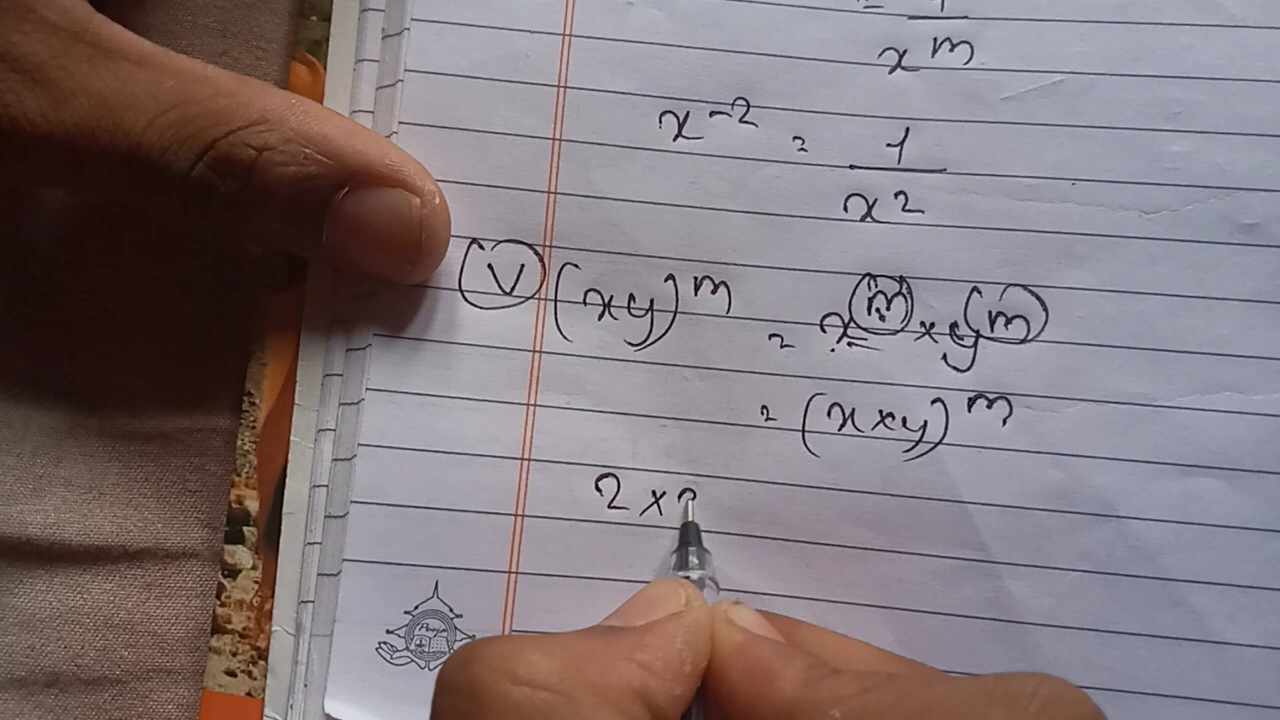 x^m
x^-2 = 1/x^2
(v) (xy)^m = x^m × y^m
= (x×y)^m
2 ×